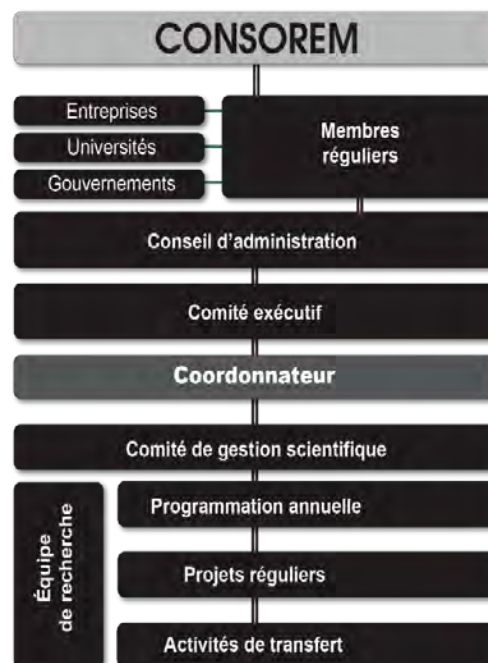 CONSOREM
Entreprises
Universités
Gouvernements
Membres
réguliers
Conseil d'administration
Comité exécutif
Coordonnateur
Comité de gestion scientifique
Équipe
de recherche
Programmation annuelle
Projets réguliers
Activités de transfert